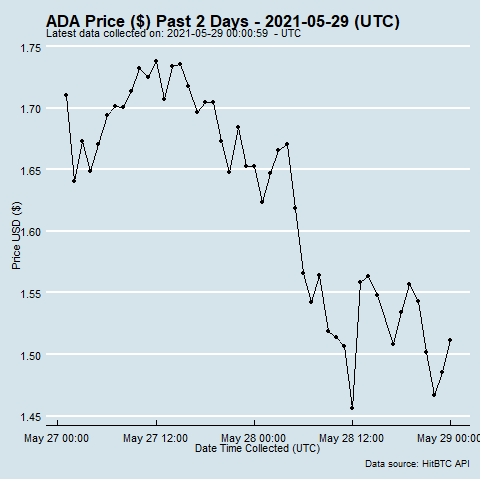 ADA Price ($) Past 2 Days - 2021-05-29 (UTC)
Latest data collected on: 2021-05-29 00:00:59 - UTC
1.75
1.70
1.65
1.60
1.55
1.50
1.45
Price USD ($)
May 27 00:00 May 27 12:00 May 28 00:00 May 28 12:00 May 29 00:00
Date Time Collected (UTC)
Data source: HitBTC API